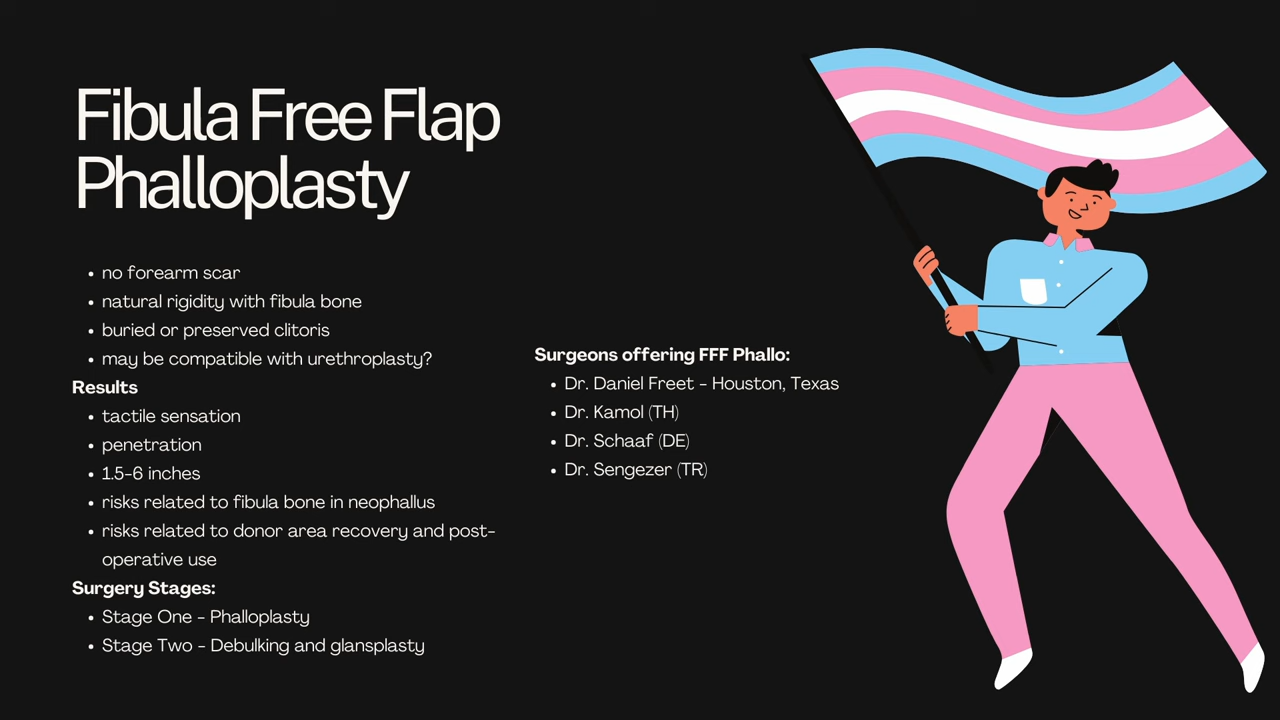 Fibula Free Flap
Phalloplasty
• no forearm scar
• natural rigidity with fibula bone
• buried or preserved clitoris
• may be compatible with urethroplasty?
Results
• tactile sensation
• penetration
• 1.5-6 inches
• risks related to fibula bone in neophallus
• risks related to donor area recovery and post-
operative use
Surgery Stages:
• Stage One - Phalloplasty
• Stage Two - Debulking and glansplasty
Surgeons offering FFF Phallo:
• Dr. Daniel Freet - Houston, Texas
• Dr. Kamol (TH)
• Dr. Schaaf (DE)
• Dr. Sengezer (TR)